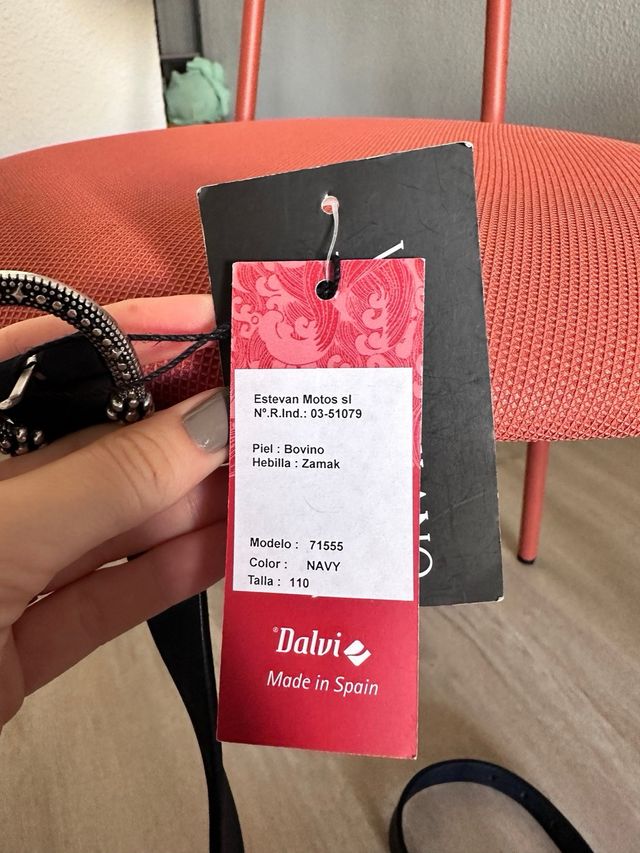 Estevan Motos sl
Nº.R.Ind.: 03-51079
Piel : Bovino
Hebilla : Zamak
Modelo : 71555
Color : NAVY
Talla : 110
®Dalvi
Made in Spain